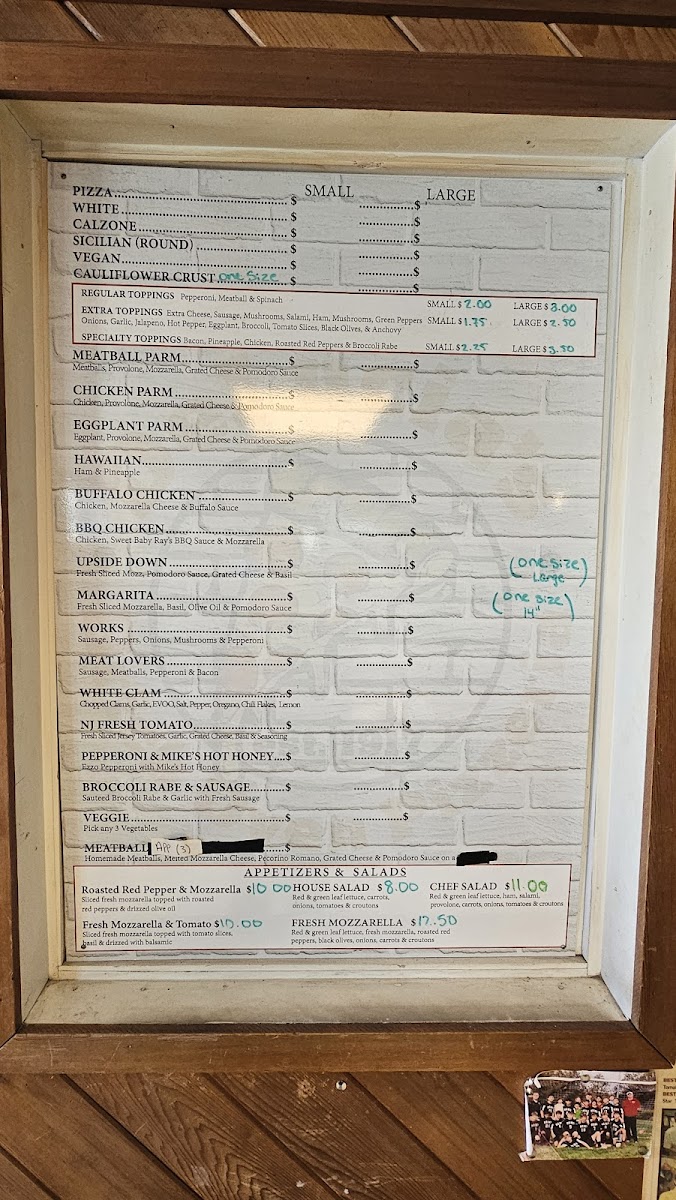 SMALL LARGE
PIZZA....................$ ....................$
WHITE....................$ ....................$
CALZONE....................$ ....................$
SICILIAN (ROUND)....................$ ....................$
VEGAN....................$ ....................$
CAULIFLOWER CRUST one size....................$ ....................$
REGULAR TOPPINGS Pepperoni, Meatball & Spinach SMALL $ 2.00 LARGE $ 3.00
EXTRA TOPPINGS Extra Cheese, Sausage, Mushrooms, Salami, Ham, Mushrooms, Green Peppers SMALL $ 1.75 LARGE $ 2.50
Onions, Garlic, Jalapeno, Hot Pepper, Eggplant, Broccoli, Tomato Slices, Black Olives, & Anchovy
SPECIALTY TOPPINGS Bacon, Pineapple, Chicken, Roasted Red Peppers & Broccoli Rabe SMALL $ 2.25 LARGE $ 3.50
MEATBALL PARM....................$ ....................$
Meatballs, Provolone, Mozzarella, Grated Cheese & Pomodoro Sauce
CHICKEN PARM....................$ ....................$
Chicken, Provolone, Mozzarella, Grated Cheese & Pomodoro Sauce
EGGPLANT PARM....................$ ....................$
Eggplant, Provolone, Mozzarella, Grated Cheese & Pomodoro Sauce
HAWAIIAN....................$ ....................$
Ham & Pineapple
BUFFALO CHICKEN....................$ ....................$
Chicken, Mozzarella Cheese & Buffalo Sauce
BBQ CHICKEN....................$ ....................$
Chicken, Sweet Baby Ray's BBQ Sauce & Mozzarella
UPSIDE DOWN....................$ ....................$ (one size)
Fresh Sliced Mozz, Pomodoro Sauce, Grated Cheese & Basil Large
MARGARITA....................$ ....................$ (one size)
Fresh Sliced Mozzarella, Basil, Olive Oil & Pomodoro Sauce 14"
WORKS....................$ ....................$
Sausage, Peppers, Onions, Mushrooms & Pepperoni
MEAT LOVERS....................$ ....................$
Sausage, Meatballs, Pepperoni & Bacon
WHITE CLAM....................$ ....................$
Chopped Clams, Garlic, EVOO, Salt, Pepper, Oregano, Chili Flakes, Lemon
NJ FRESH TOMATO....................$ ....................$
Fresh Sliced Jersey Tomatoes, Garlic, Grated Cheese, Basil & Seasoning
PEPPERONI & MIKE'S HOT HONEY....$ ....................$
Ezzo Pepperoni with Mike's Hot Honey
BROCCOLI RABE & SAUSAGE..........$ ....................$
Sauteed Broccoli Rabe & Garlic with Fresh Sausage
VEGGIE....................$ ....................$
Pick any 3 Vegetables
MEATBALL App (3) ......$
Homemade Meatballs, Melted Mozzarella Cheese, Pecorino Romano, Grated Cheese & Pomodoro Sauce on a
APPETIZERS & SALADS
Roasted Red Pepper & Mozzarella $10 00 HOUSE SALAD $8.00 CHEF SALAD $11.00
Sliced fresh mozzarella topped with roasted Red & green leaf lettuce, carrots, Red & green leaf lettuce, ham, salami,
red peppers & drizzed olive oil onions, tomatoes & croutons provolone, carrots, onions, tomatoes & croutons
Fresh Mozzarella & Tomato $10.00 FRESH MOZZARELLA $17.50
Sliced fresh mozzarella topped with tomato slices, Red & green leaf lettuce, fresh mozzarella, roasted red
basil & drizzed with balsamic peppers, black olives, onions, carrots & croutons
BEST
BEST
Star